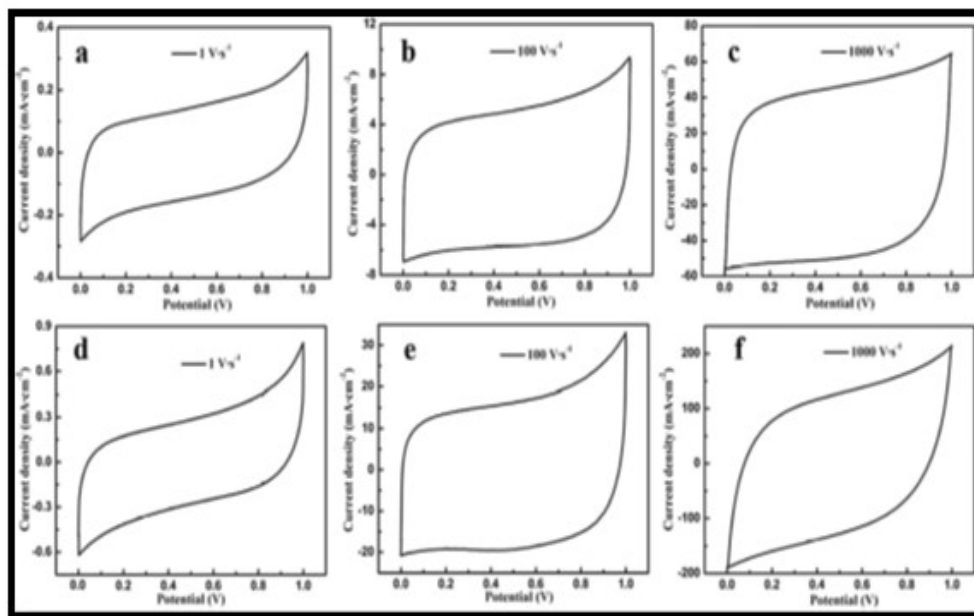 a
1 V·s⁻¹
Current density (mA·cm⁻²)
0.4
0.2
0.0
-0.2
-0.4
0.0 0.2 0.4 0.6 0.8 1.0
Potential (V)
b
100 V·s⁻¹
Current density (mA·cm⁻²)
12
8
4
0
-4
-8
0.0 0.2 0.4 0.6 0.8 1.0
Potential (V)
c
1000 V·s⁻¹
Current density (mA·cm⁻²)
80
60
40
20
0
-20
-40
-60
0.0 0.2 0.4 0.6 0.8 1.0
Potential (V)
d
1 V·s⁻¹
Current density (mA·cm⁻²)
0.9
0.6
0.3
0.0
-0.3
-0.6
0.0 0.2 0.4 0.6 0.8 1.0
Potential (V)
e
100 V·s⁻¹
Current density (mA·cm⁻²)
30
20
10
0
-10
-20
0.0 0.2 0.4 0.6 0.8 1.0
Potential (V)
f
1000 V·s⁻¹
Current density (mA·cm⁻²)
200
100
0
-100
-200
0.0 0.2 0.4 0.6 0.8 1.0
Potential (V)